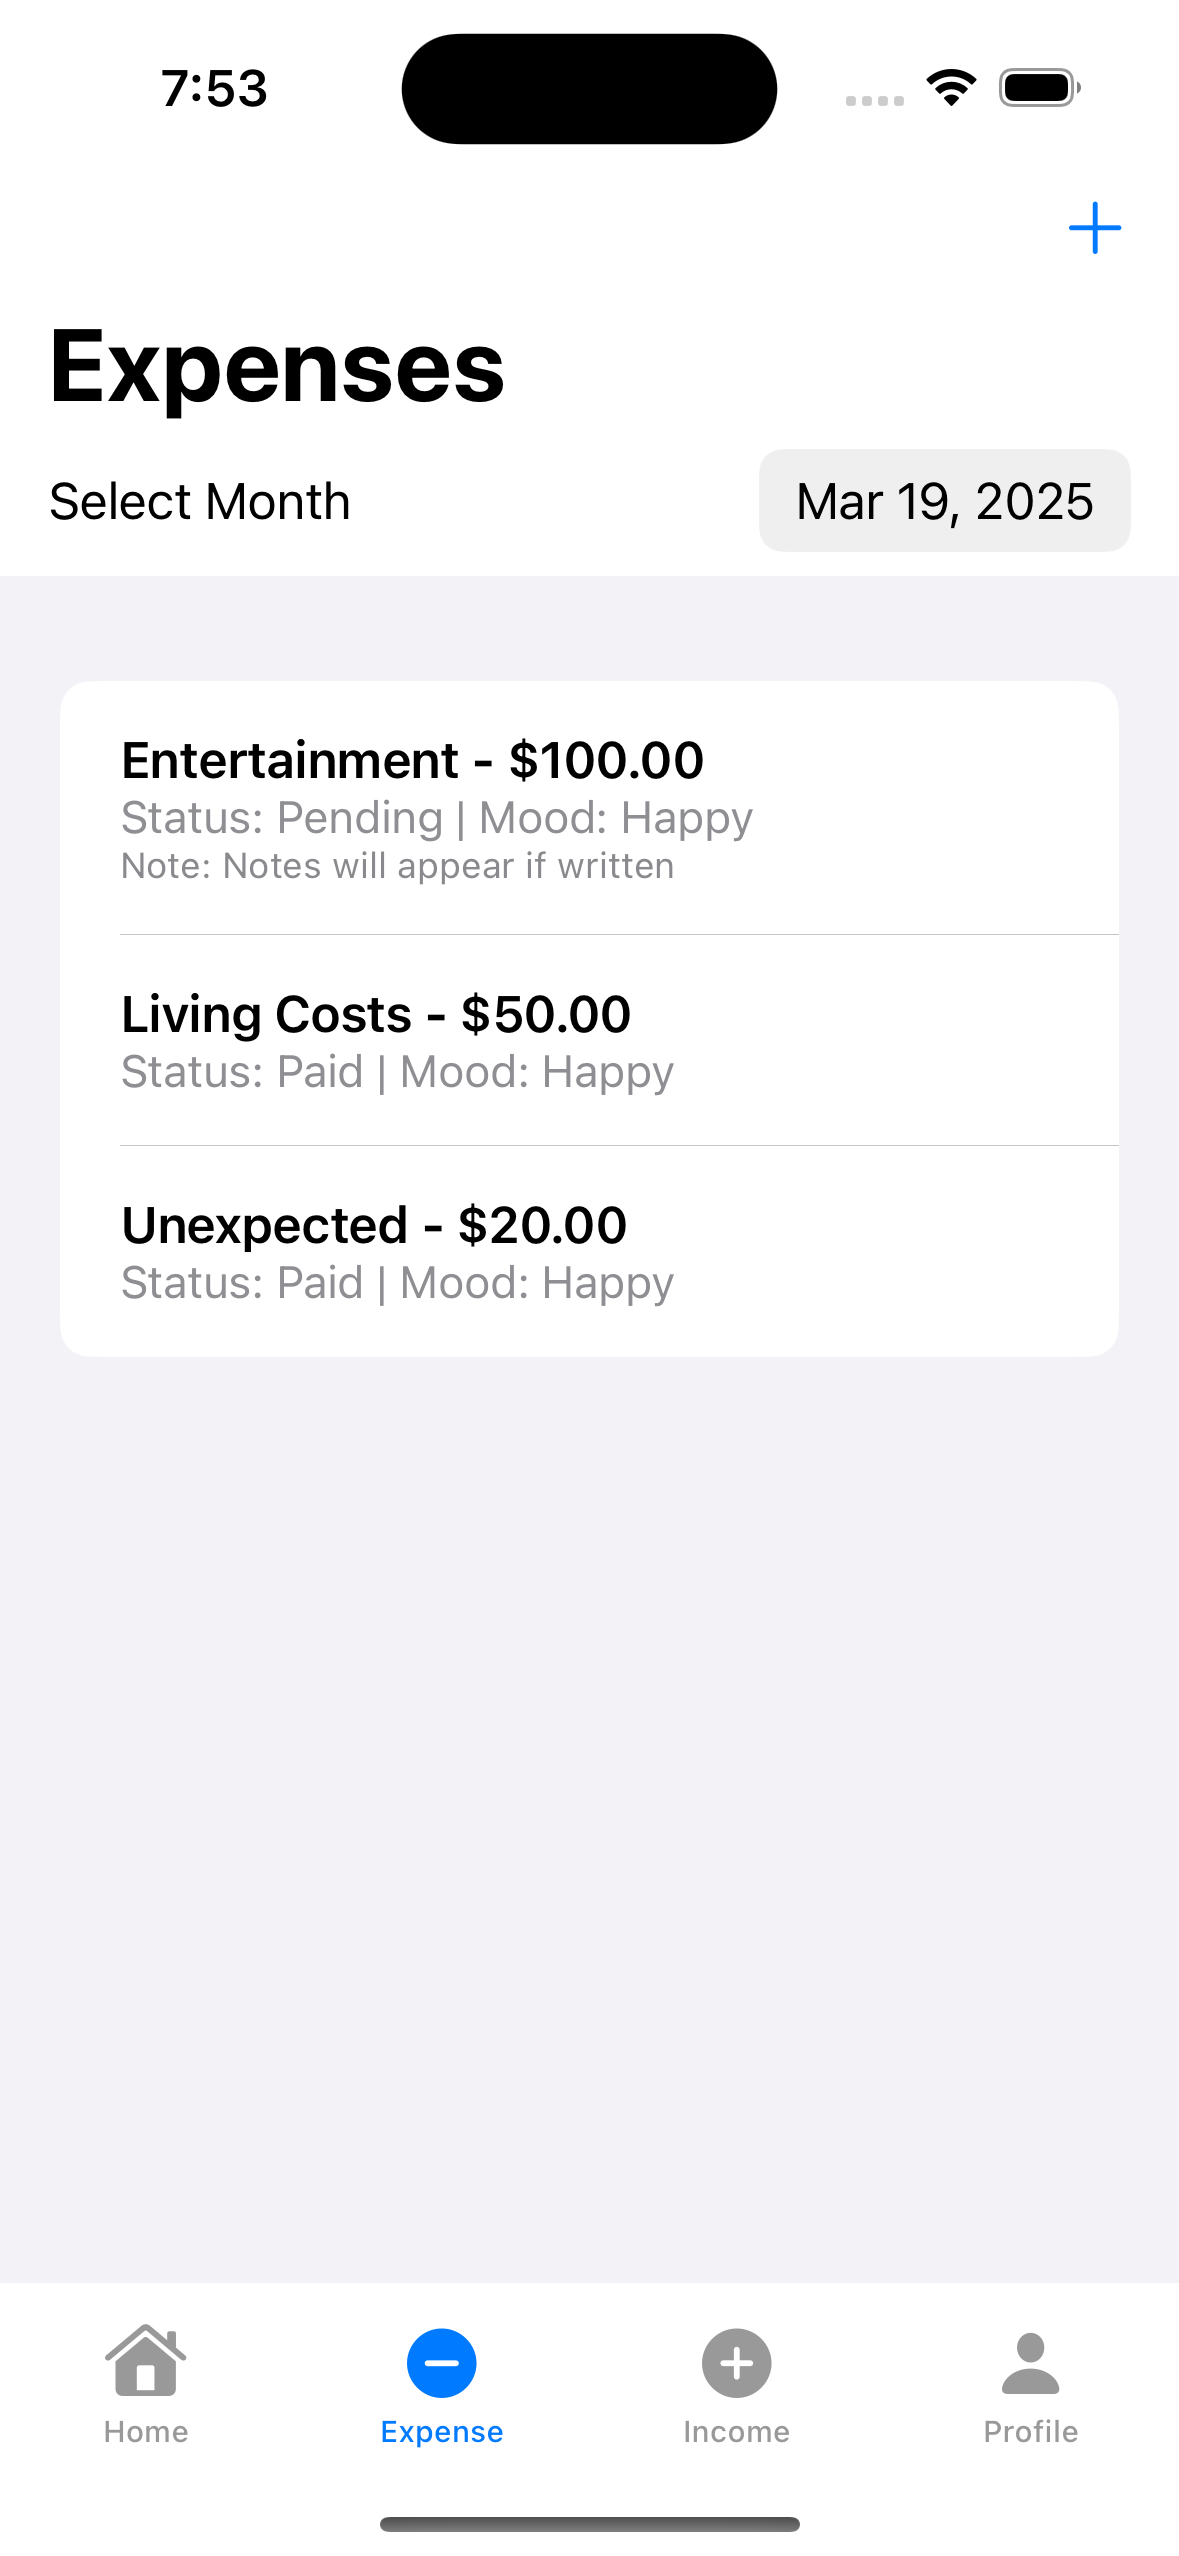 7:53
Expenses
Select Month
Mar 19, 2025
Entertainment - $100.00
Status: Pending | Mood: Happy
Note: Notes will appear if written
Living Costs - $50.00
Status: Paid | Mood: Happy
Unexpected - $20.00
Status: Paid | Mood: Happy
Home
Expense
Income
Profile